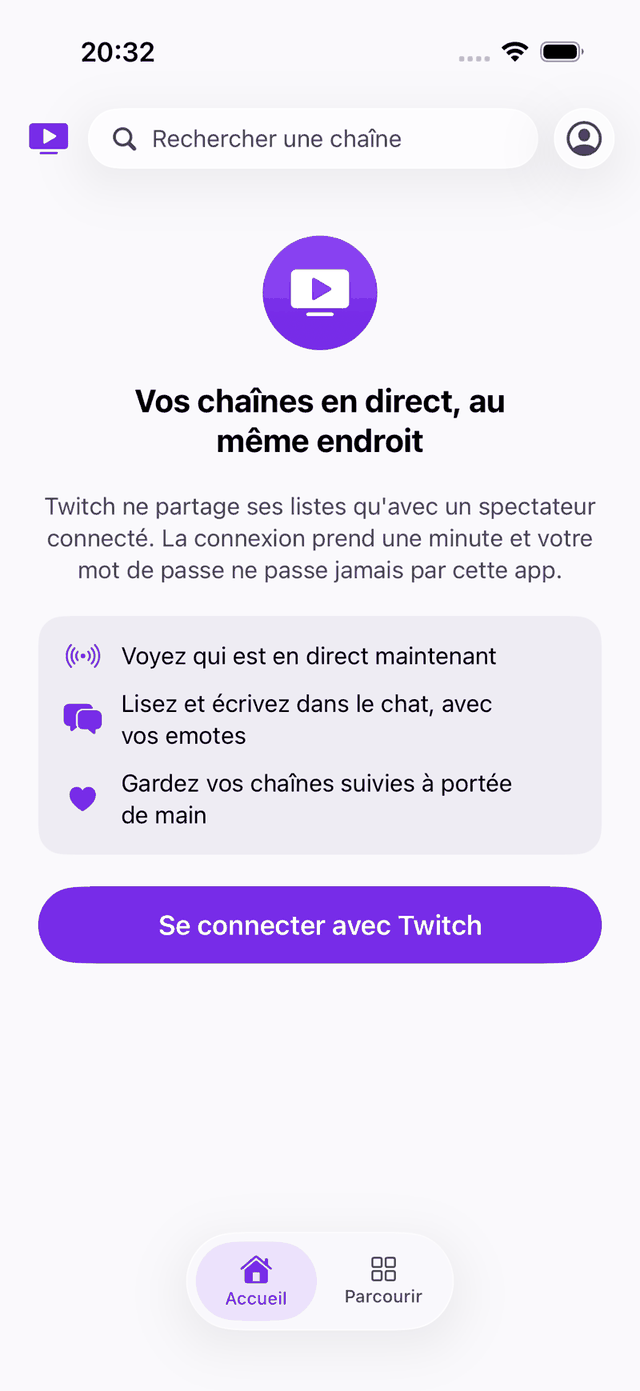 20:32
Rechercher une chaîne
Vos chaînes en direct, au
même endroit
Twitch ne partage ses listes qu'avec un spectateur
connecté. La connexion prend une minute et votre
mot de passe ne passe jamais par cette app.
Voyez qui est en direct maintenant
Lisez et écrivez dans le chat, avec
vos emotes
Gardez vos chaînes suivies à portée
de main
Se connecter avec Twitch
Accueil
Parcourir